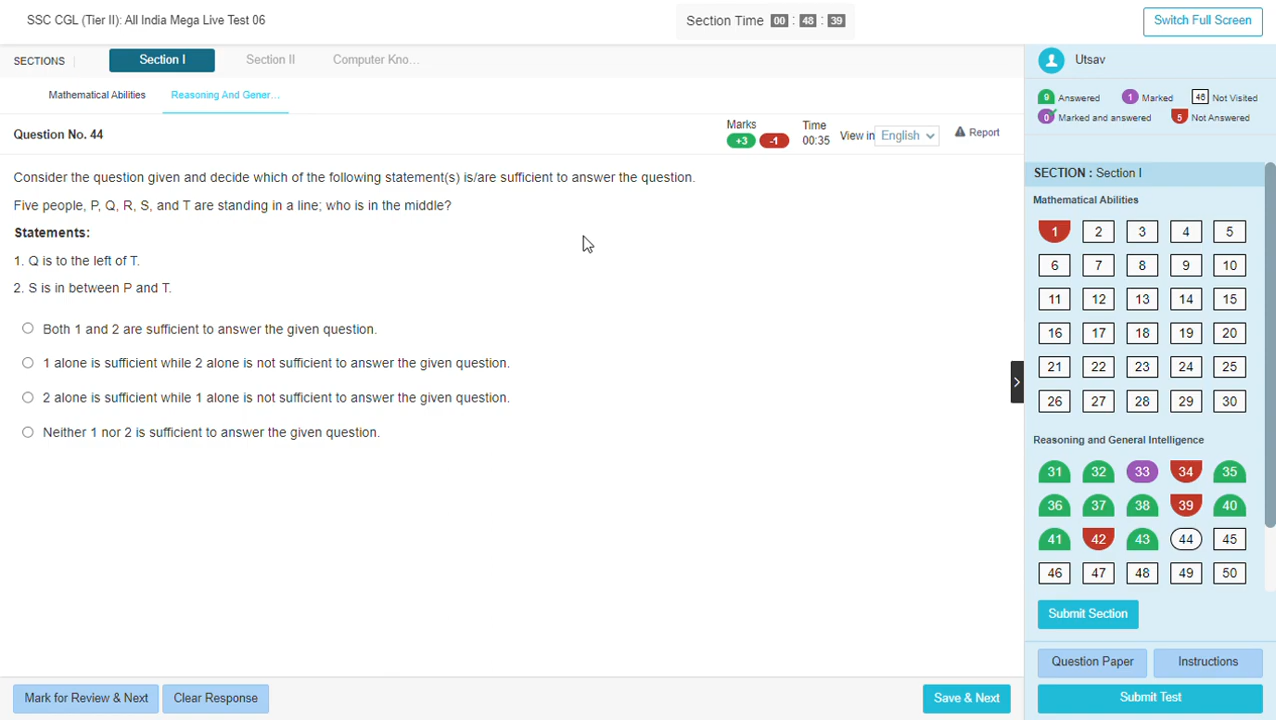 SSC CGL (Tier II): All India Mega Live Test 06
Section Time 00 : 48 : 39
Switch Full Screen
SECTIONS Section I Section II Computer Kno...
Utsav
Mathematical Abilities Reasoning And Gener...
9 Answered 1 Marked 46 Not Visited
0 Marked and answered 5 Not Answered
Question No. 44
Marks +3 -1
Time 00:35
View in English
Report
Consider the question given and decide which of the following statement(s) is/are sufficient to answer the question.
Five people, P, Q, R, S, and T are standing in a line; who is in the middle?
Statements:
1. Q is to the left of T.
2. S is in between P and T.
Both 1 and 2 are sufficient to answer the given question.
1 alone is sufficient while 2 alone is not sufficient to answer the given question.
2 alone is sufficient while 1 alone is not sufficient to answer the given question.
Neither 1 nor 2 is sufficient to answer the given question.
SECTION : Section I
Mathematical Abilities
1 2 3 4 5
6 7 8 9 10
11 12 13 14 15
16 17 18 19 20
21 22 23 24 25
26 27 28 29 30
Reasoning and General Intelligence
31 32 33 34 35
36 37 38 39 40
41 42 43 44 45
46 47 48 49 50
Submit Section
Question Paper Instructions
Mark for Review & Next Clear Response Save & Next Submit Test